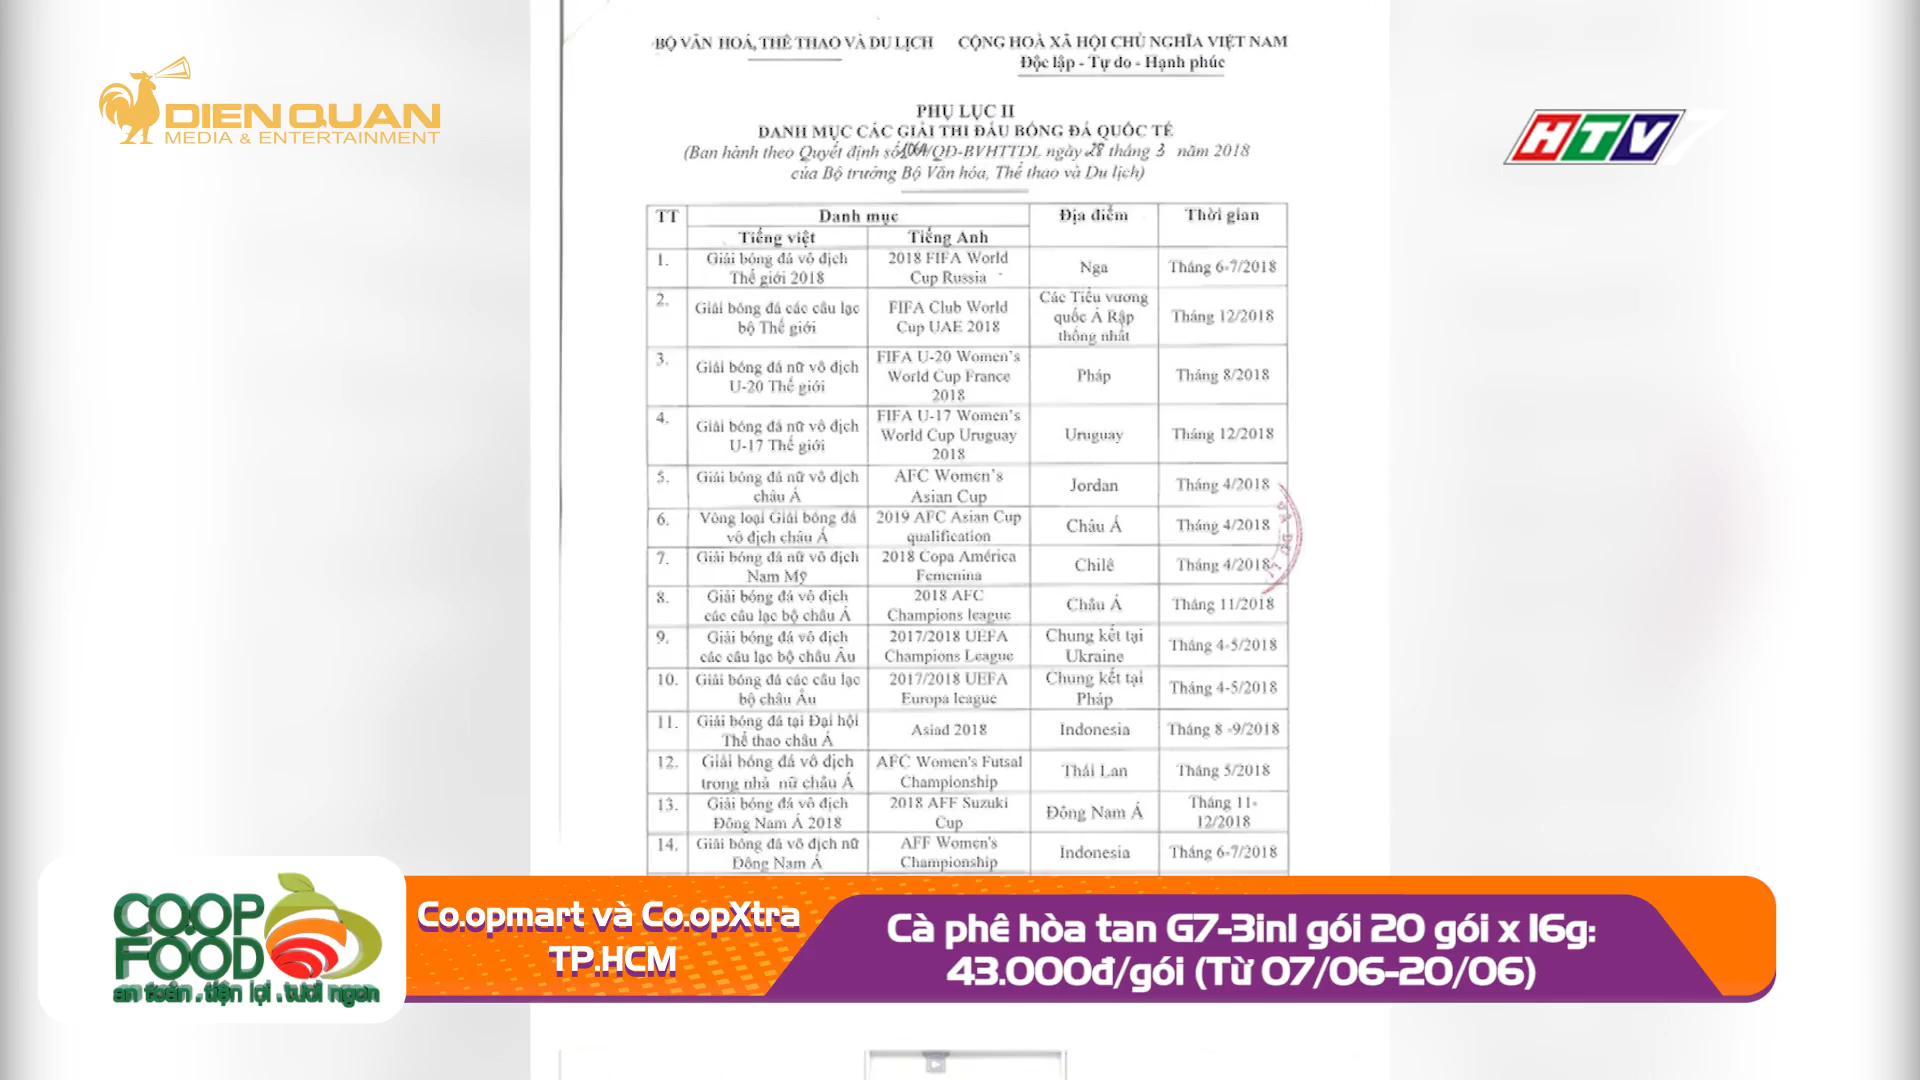 DIEN QUAN
MEDIA & ENTERTAINMENT
HTV7
BỘ VĂN HOÁ, THỂ THAO VÀ DU LỊCH
CỘNG HOÀ XÃ HỘI CHỦ NGHĨA VIỆT NAM
Độc lập - Tự do - Hạnh phúc
PHỤ LỤC II
DANH MỤC CÁC GIẢI THI ĐẤU BÓNG ĐÁ QUỐC TẾ
(Ban hành theo Quyết định số /QĐ-BVHTTDL ngày 28 tháng 3 năm 2018
của Bộ trưởng Bộ Văn hóa, Thể thao và Du lịch)
TT Danh mục Địa điểm Thời gian
Tiếng việt Tiếng Anh
1. Giải bóng đá vô địch
Thế giới 2018
2018 FIFA World
Cup Russia
Nga
Tháng 6-7/2018
2. Giải bóng đá các câu lạc
bộ Thế giới
FIFA Club World
Cup UAE 2018
Các Tiểu vương
quốc Ả Rập
thống nhất
Tháng 12/2018
3. Giải bóng đá nữ vô địch
U-20 Thế giới
FIFA U-20 Women's
World Cup France
2018
Pháp
Tháng 8/2018
4. Giải bóng đá nữ vô địch
U-17 Thế giới
FIFA U-17 Women's
World Cup Uruguay
2018
Uruguay
Tháng 12/2018
5. Giải bóng đá nữ vô địch
châu Á
AFC Women's
Asian Cup
Jordan
Tháng 4/2018
6. Vòng loại Giải bóng đá
vô địch châu Á
2019 AFC Asian Cup
qualification
Châu Á
Tháng 4/2018
7. Giải bóng đá nữ vô địch
Nam Mỹ
2018 Copa América
Femenina
Chilê
Tháng 4/2018
8. Giải bóng đá vô địch
các câu lạc bộ châu Á
2018 AFC
Champions league
Châu Á
Tháng 11/2018
9. Giải bóng đá vô địch
các câu lạc bộ châu Âu
2017/2018 UEFA
Champions League
Chung kết tại
Ukraine
Tháng 4-5/2018
10. Giải bóng đá các câu lạc
bộ châu Âu
2017/2018 UEFA
Europa league
Chung kết tại
Pháp
Tháng 4-5/2018
11. Giải bóng đá tại Đại hội
Thể thao châu Á
Asiad 2018
Indonesia
Tháng 8 -9/2018
12. Giải bóng đá vô địch
trong nhà nữ châu Á
AFC Women's Futsal
Championship
Thái Lan
Tháng 5/2018
13. Giải bóng đá vô địch
Đông Nam Á 2018
2018 AFF Suzuki
Cup
Đông Nam Á
Tháng 11-
12/2018
14. Giải bóng đá vô địch nữ
Đông Nam Á
AFF Women's
Championship
Indonesia
Tháng 6-7/2018
CO.OP
FOOD
an toàn . tiện lợi . tươi ngon
Co.opmart và Co.opXtra
TP.HCM
Cà phê hòa tan G7-3in1 gói 20 gói x 16g:
43.000đ/gói (Từ 07/06-20/06)